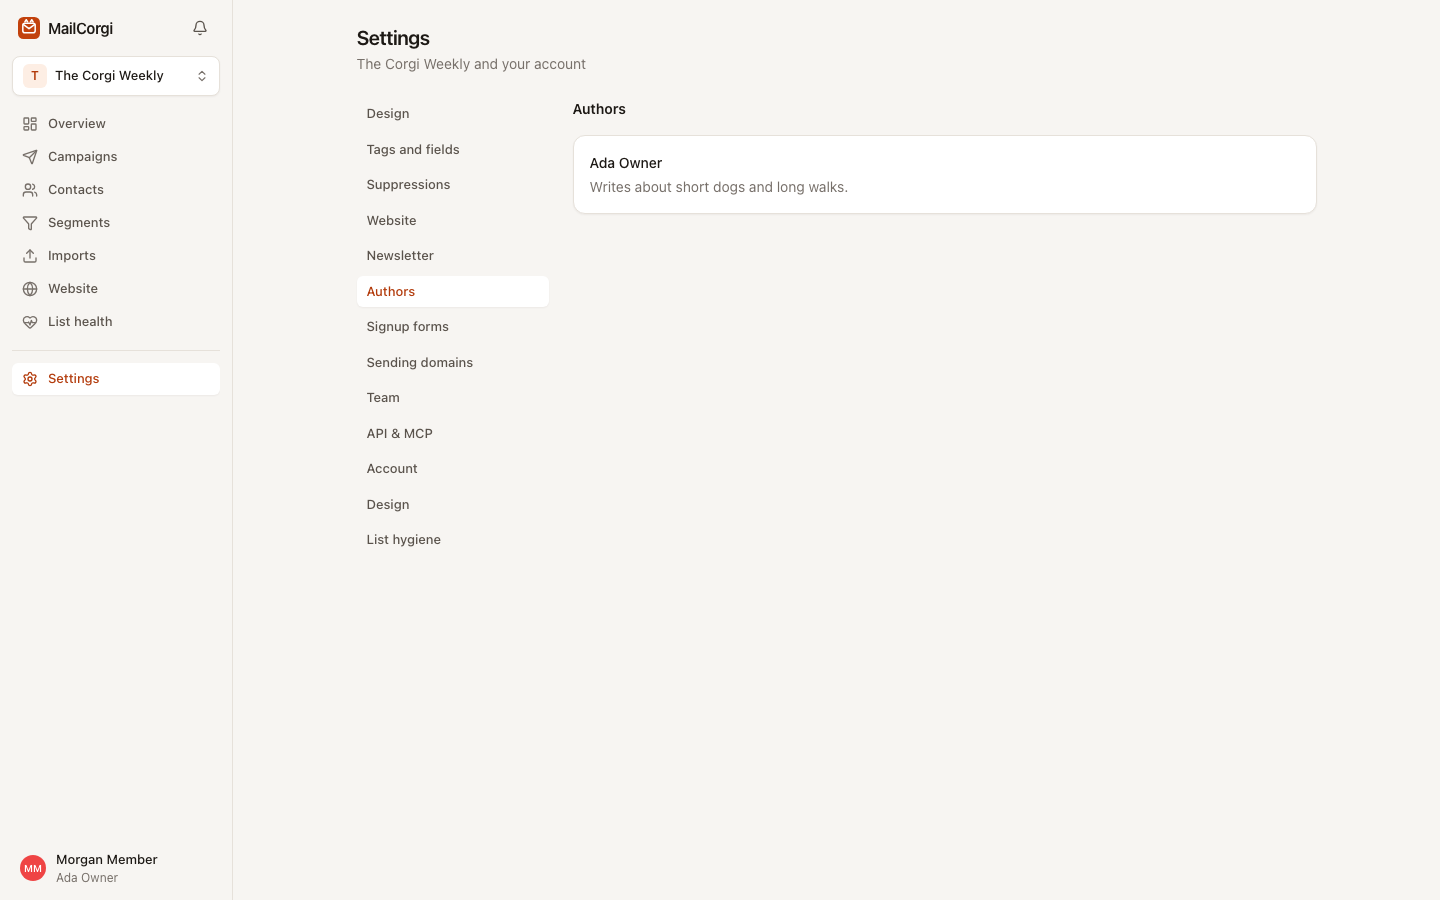 MailCorgi
T
The Corgi Weekly
Overview
Campaigns
Contacts
Segments
Imports
Website
List health
Settings
MM
Morgan Member
Ada Owner
Settings
The Corgi Weekly and your account
Design
Tags and fields
Suppressions
Website
Newsletter
Authors
Signup forms
Sending domains
Team
API & MCP
Account
Design
List hygiene
Authors
Ada Owner
Writes about short dogs and long walks.